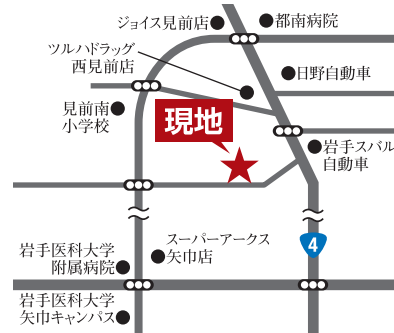 ジョイス見前店
都南病院
ツルハドラッグ
西見前店
日野自動車
見前南
小学校
現地
岩手スバル
自動車
スーパーアークス
矢巾店
4
岩手医科大学
附属病院
岩手医科大学
矢巾キャンパス